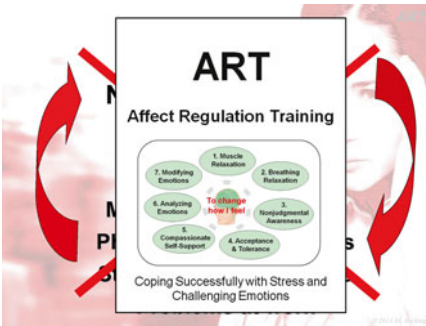 ART
Affect Regulation Training
1. Muscle
Relaxation
7. Modifying
Emotions
2. Breathing
Relaxation
To change
how I feel
6. Analyzing
Emotions
3.
Nonjudgmental
Awareness
5.
Compassionate
Self-Support
4. Acceptance
& Tolerance
Coping Successfully with Stress and
Challenging Emotions